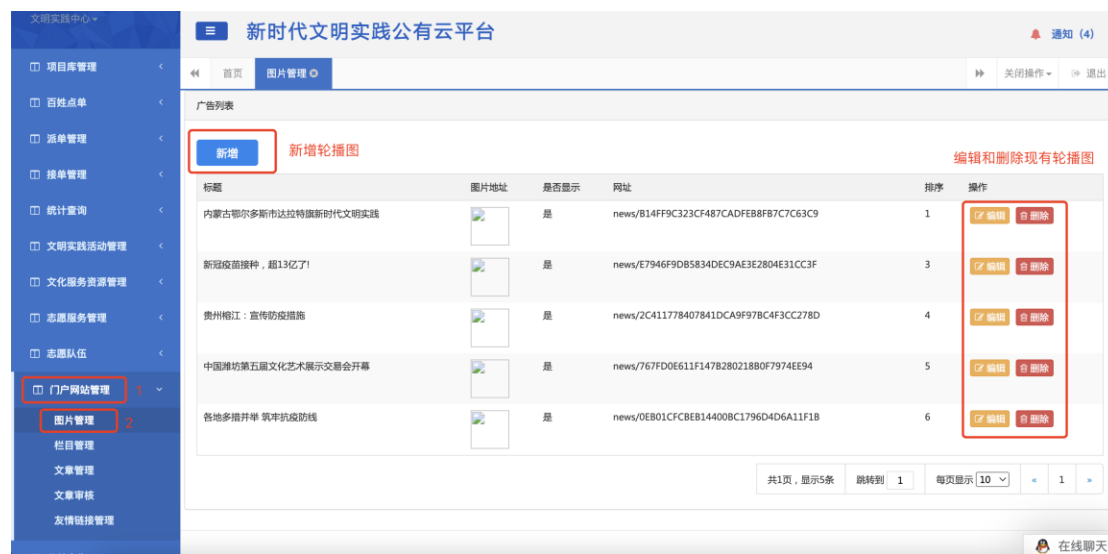 文明实践中心
新时代文明实践公有云平台
通知 (4)
项目库管理
首页
图片管理
关闭操作
退出
百姓点单
广告列表
派单管理
新增
新增轮播图
编辑和删除现有轮播图
接单管理
标题 图片地址 是否显示 网址 排序 操作
统计查询
内蒙古鄂尔多斯市达拉特旗新时代文明实践 是 news/B14FF9C323CF487CADFEB8FB7C7C63C9 1 编辑 删除
文明实践活动管理
新冠疫苗接种，超13亿了! 是 news/E7946F9DB5834DEC9AE3E2804E31CC3F 3 编辑 删除
文化服务资源管理
志愿服务管理
贵州榕江：宣传防疫措施 是 news/2C411778407841DCA9F97BC4F3CC278D 4 编辑 删除
志愿队伍
中国潍坊第五届文化艺术展示交易会开幕 是 news/767FD0E611F147B280218B0F7974EE94 5 编辑 删除
门户网站管理 1
图片管理 2
各地多措并举 筑牢抗疫防线 是 news/0EB01CFCBEB14400BC1796D4D6A11F1B 6 编辑 删除
栏目管理
文章管理
共1页，显示5条 跳转到 1 每页显示 10 « 1 »
文章审核
友情链接管理
在线聊天